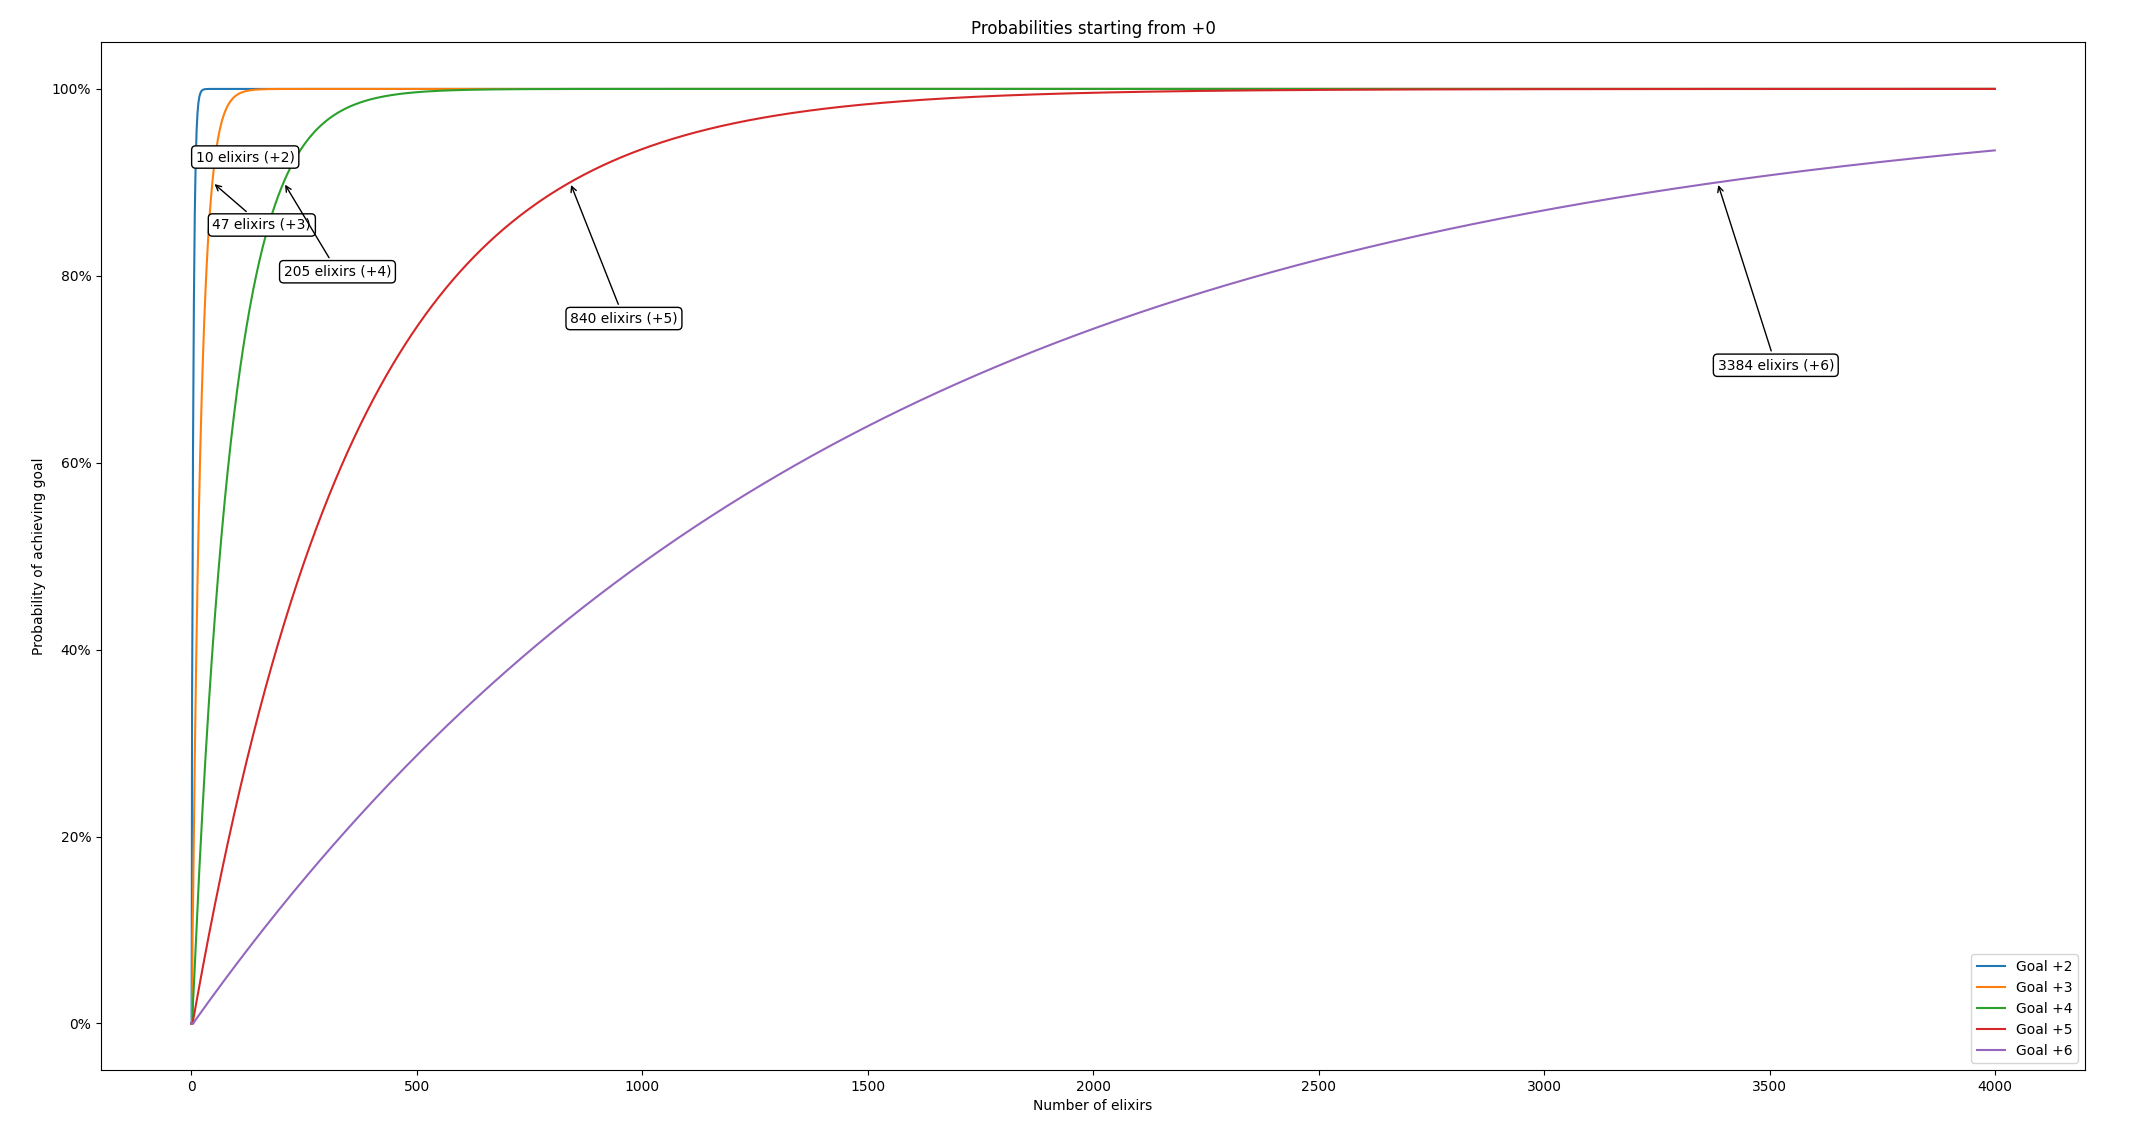 Probabilities starting from +0
Probability of achieving goal
100%
80%
60%
40%
20%
0%
10 elixirs (+2)
47 elixirs (+3)
205 elixirs (+4)
840 elixirs (+5)
3384 elixirs (+6)
Goal +2
Goal +3
Goal +4
Goal +5
Goal +6
0 500 1000 1500 2000 2500 3000 3500 4000
Number of elixirs